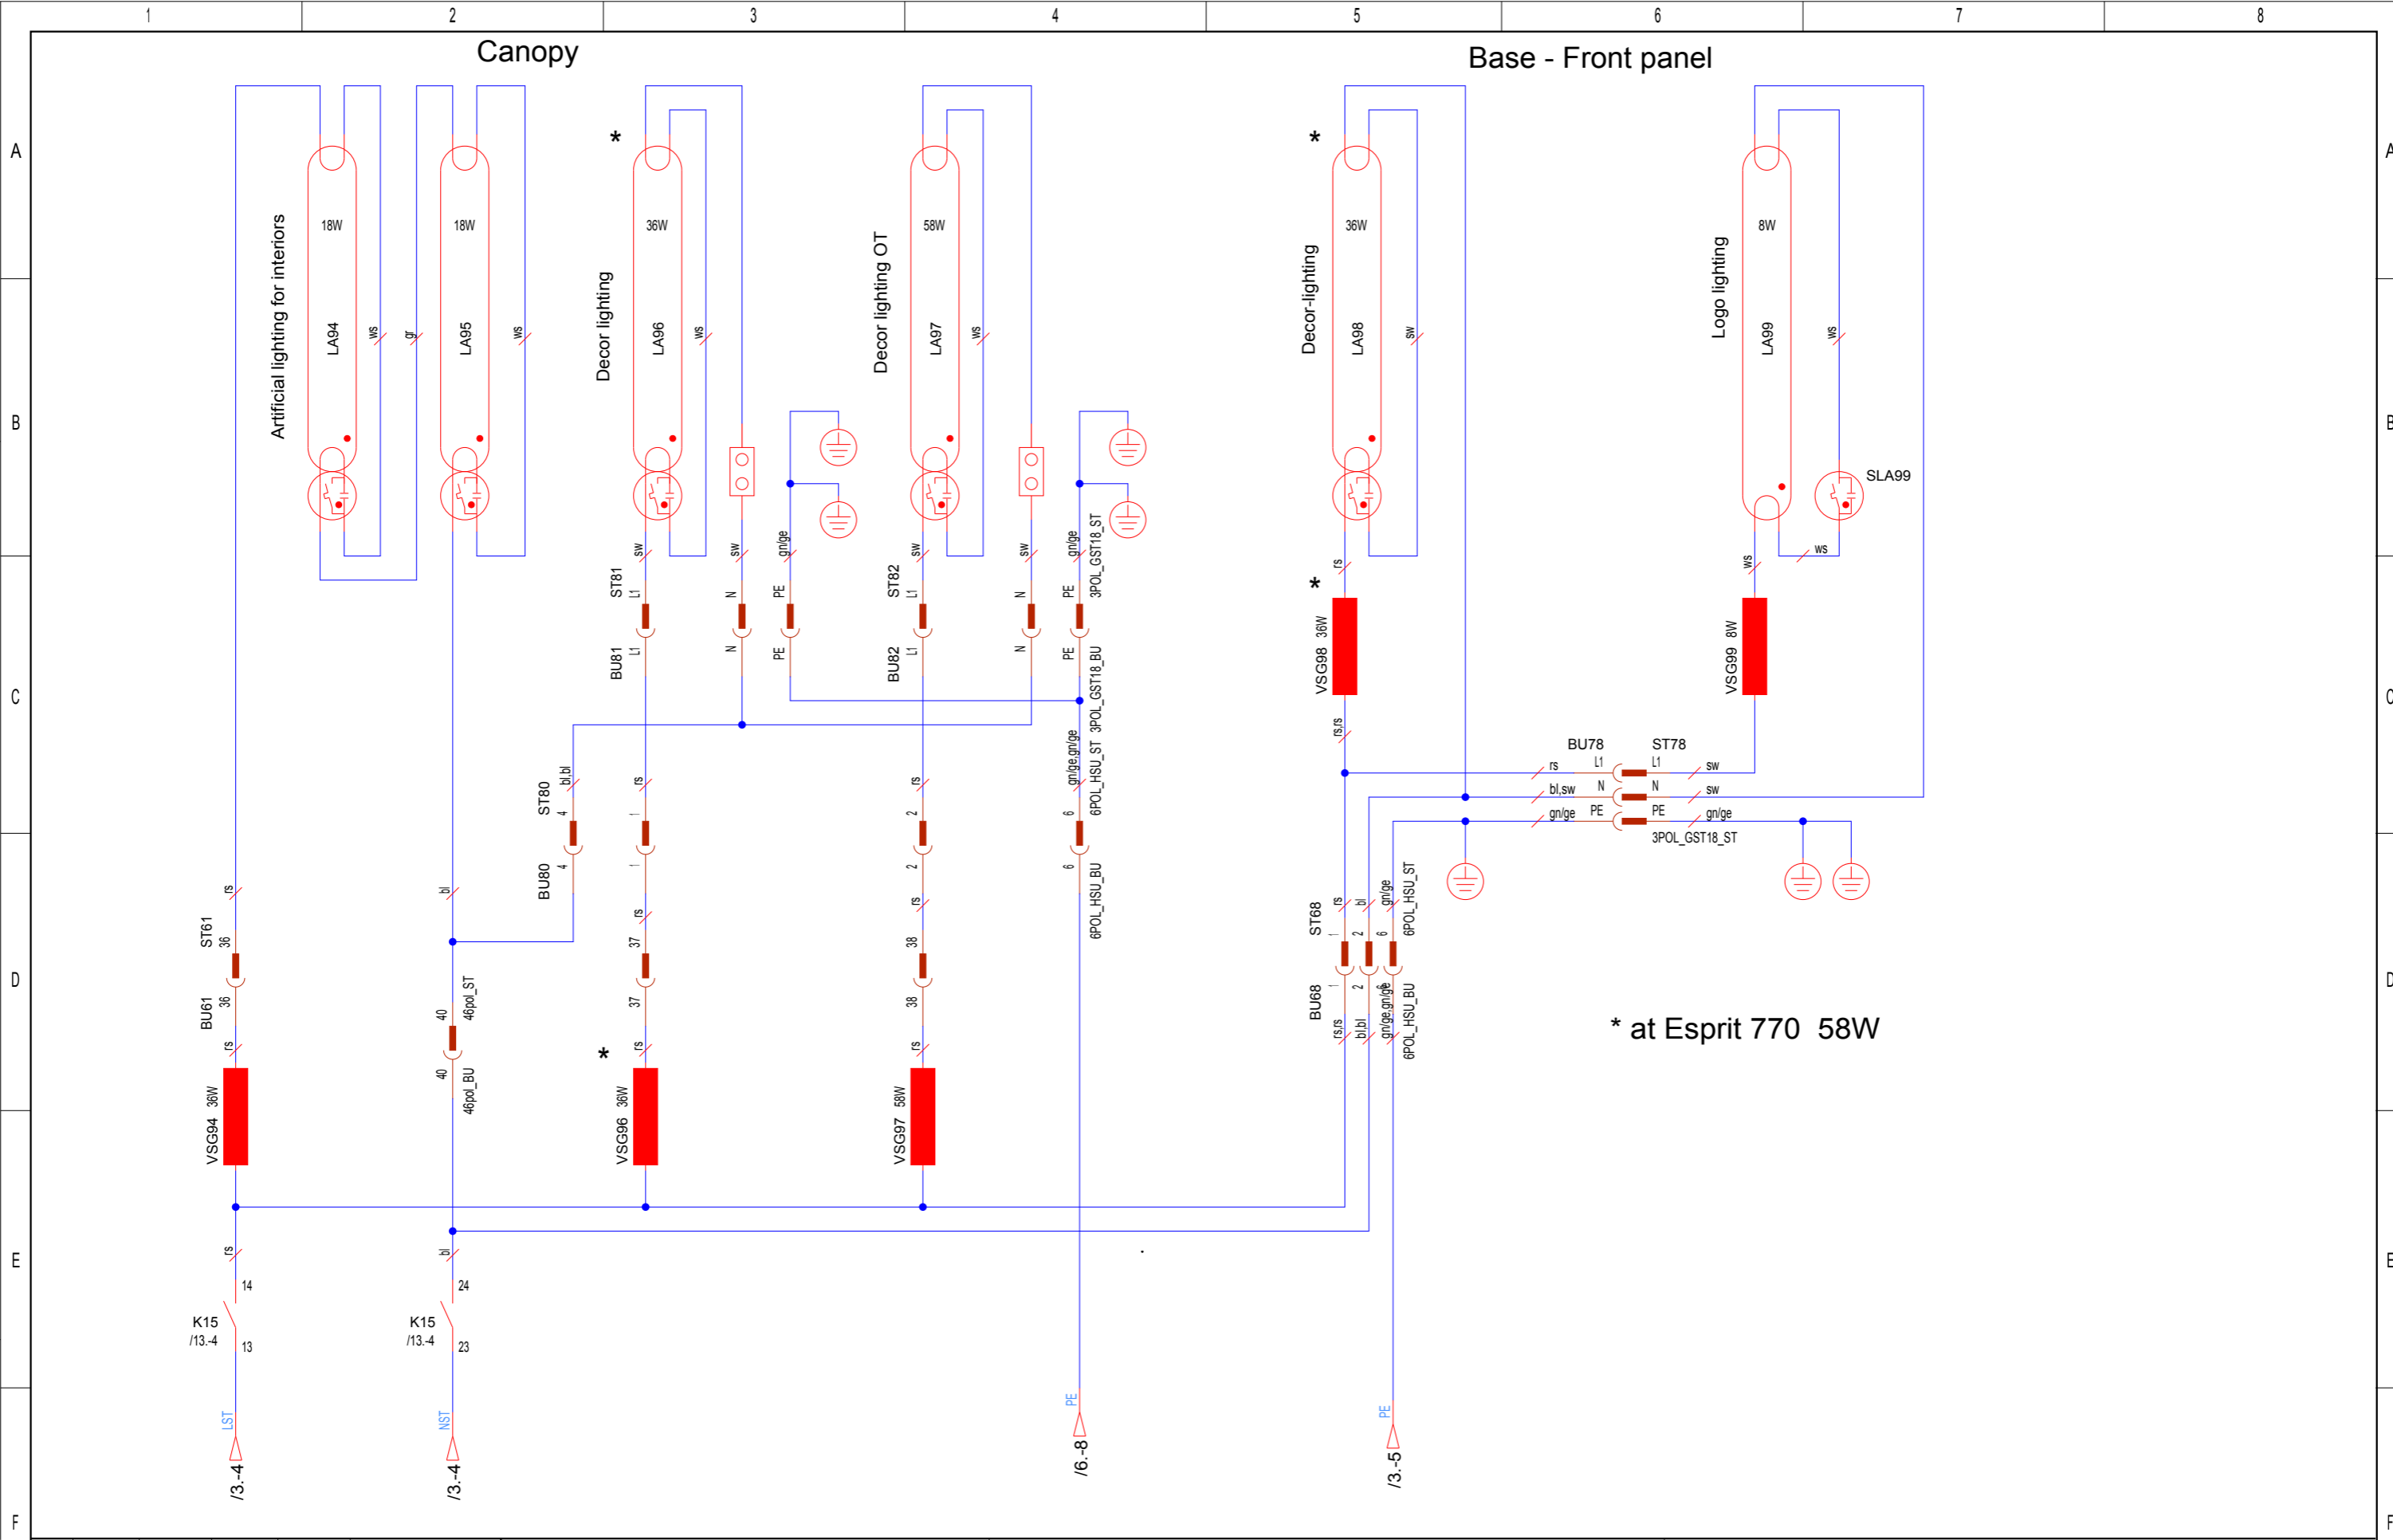 1 2 3 4 5 6 7 8
Canopy
Base - Front panel
A
A
* *
18W 18W 36W 58W 36W 8W
Artificial lighting for interiors
LA94
ws
gr
LA95
ws
Decor lighting
LA96
ws
Decor lighting OT
LA97
ws
Decor-lighting
LA98
sw
Logo lighting
LA99
ws
B
B
SLA99
sw
sw
gn/ge
sw
sw
gn/ge
3POL_GST18_ST
rs
ws
ws
ST81
L1
N
PE
ST82
L1
N
PE
*
BU81
L1
N
PE
BU82
L1
N
PE
3POL_GST18_BU
VSG98 36W
VSG99 8W
C
C
rs,rs
BU78
ST78
rs
L1
L1
sw
bl,sw
N
N
sw
gn/ge
PE
PE
gn/ge
3POL_GST18_ST
bl,bl
rs
rs
gn/ge,gn/ge
6POL_HSU_ST
ST80
4
1
2
6
BU80
4
1
2
6
6POL_HSU_BU
rs
bl
rs
rs
rs
bl
gn/ge
6POL_HSU_ST
ST61
36
37
38
ST68
1
2
6
D
D
BU61
36
37
38
BU68
1
2
6
6POL_HSU_BU
40
46pol_ST
rs,rs
bl,bl
gn/ge,gn/ge
* at Esprit 770 58W
rs
40
46pol_BU
*
rs
rs
VSG94 36W
VSG96 36W
VSG97 58W
E
E
rs
bl
14
24
K15
/13.-4
13
K15
/13.-4
23
LST
NST
PE
PE
/3.-4
/3.-4
/6.-8
/3.-5
F
F